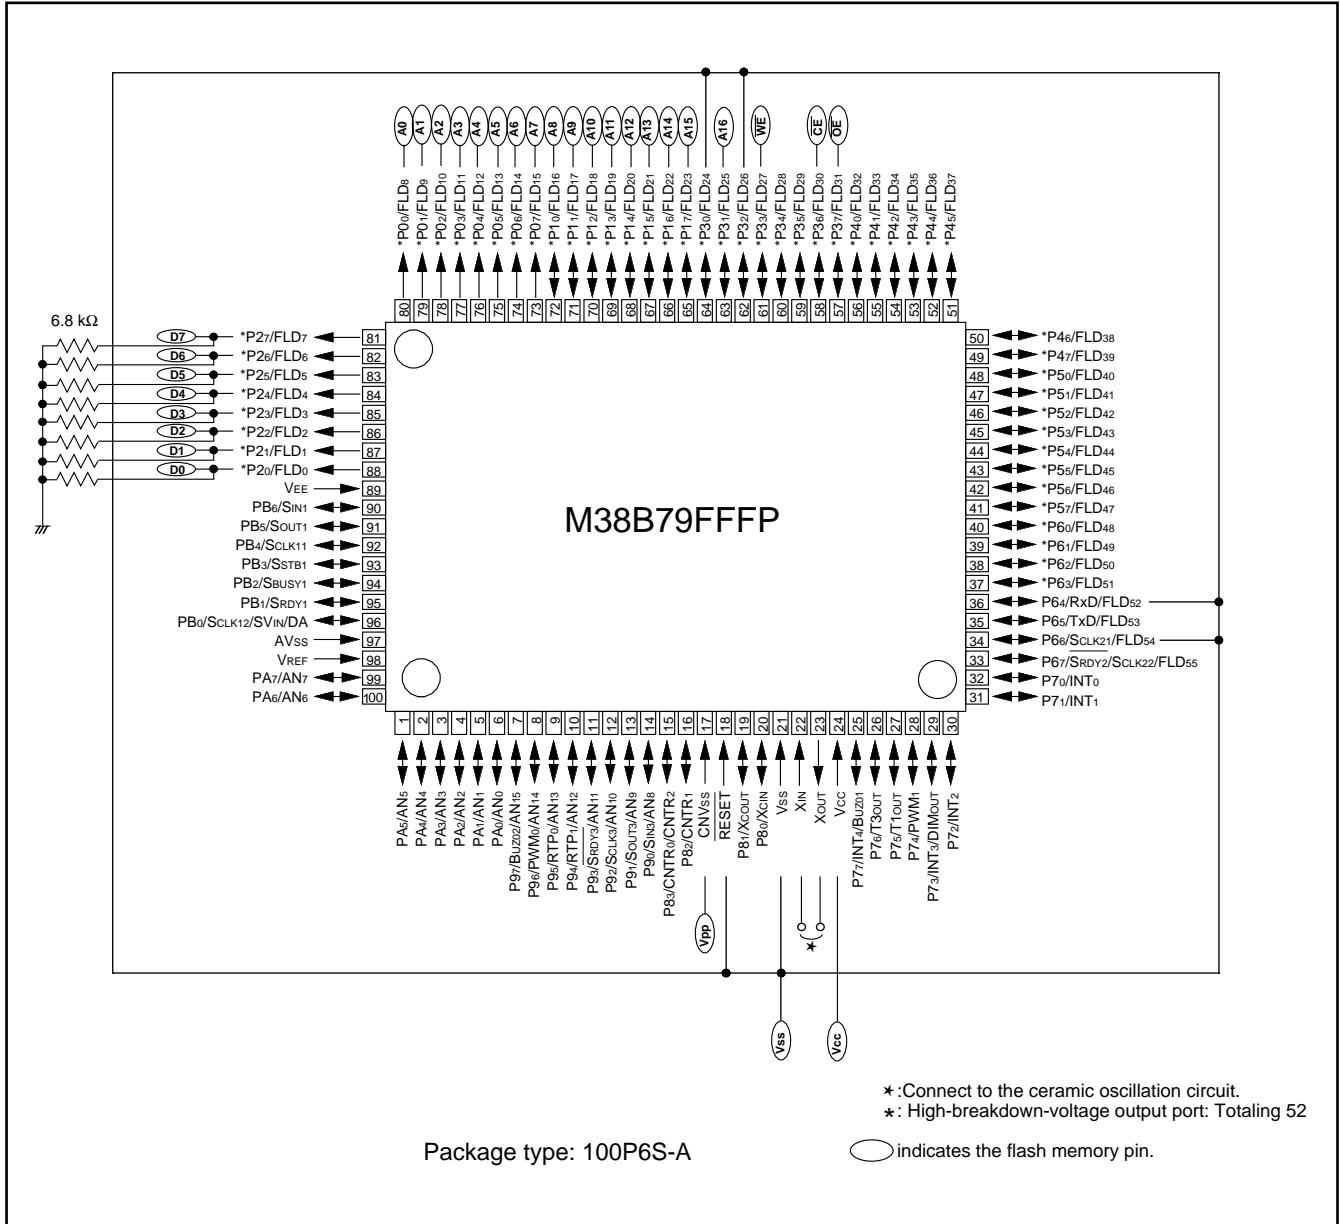 A0 A1 A2 A3 A4 A5 A6 A7 A8 A9 A10 A11 A12 A13 A14 A15 A16 WE CE OE
*P00/FLD8
*P01/FLD9
*P02/FLD10
*P03/FLD11
*P04/FLD12
*P05/FLD13
*P06/FLD14
*P07/FLD15
*P10/FLD16
*P11/FLD17
*P12/FLD18
*P13/FLD19
*P14/FLD20
*P15/FLD21
*P16/FLD22
*P17/FLD23
*P30/FLD24
*P31/FLD25
*P32/FLD26
*P33/FLD27
*P34/FLD28
*P35/FLD29
*P36/FLD30
*P37/FLD31
*P40/FLD32
*P41/FLD33
*P42/FLD34
*P43/FLD35
*P44/FLD36
*P45/FLD37
80 79 78 77 76 75 74 73 72 71 70 69 68 67 66 65 64 63 62 61 60 59 58 57 56 55 54 53 52 51
6.8 kΩ
D7 *P27/FLD7 81
D6 *P26/FLD6 82
D5 *P25/FLD5 83
D4 *P24/FLD4 84
D3 *P23/FLD3 85
D2 *P22/FLD2 86
D1 *P21/FLD1 87
D0 *P20/FLD0 88
VEE 89
PB6/SIN1 90
PB5/SOUT1 91
PB4/SCLK11 92
PB3/SSTB1 93
PB2/SBUSY1 94
PB1/SRDY1 95
PB0/SCLK12/SVIN/DA 96
AVSS 97
VREF 98
PA7/AN7 99
PA6/AN6 100
M38B79FFFP
50 *P46/FLD38
49 *P47/FLD39
48 *P50/FLD40
47 *P51/FLD41
46 *P52/FLD42
45 *P53/FLD43
44 *P54/FLD44
43 *P55/FLD45
42 *P56/FLD46
41 *P57/FLD47
40 *P60/FLD48
39 *P61/FLD49
38 *P62/FLD50
37 *P63/FLD51
36 P64/RxD/FLD52
35 P65/TxD/FLD53
34 P66/SCLK21/FLD54
33 P67/SRDY2/SCLK22/FLD55
32 P70/INT0
31 P71/INT1
1 2 3 4 5 6 7 8 9 10 11 12 13 14 15 16 17 18 19 20 21 22 23 24 25 26 27 28 29 30
PA5/AN5
PA4/AN4
PA3/AN3
PA2/AN2
PA1/AN1
PA0/AN0
P97/BUZ02/AN15
P96/PWM0/AN14
P95/RTP0/AN13
P94/RTP1/AN12
P93/SRDY3/AN11
P92/SCLK3/AN10
P91/SOUT3/AN9
P90/SIN3/AN8
P83/CNTR0/CNTR2
P82/CNTR1
CNVSS
RESET
P81/XCOUT
P80/XCIN
VSS
XIN
XOUT
VCC
P77/INT4/BUZ01
P76/T3OUT
P75/T1OUT
P74/PWM1
P73/INT3/DIMOUT
P72/INT2
Vpp
*
Vss
Vcc
*:Connect to the ceramic oscillation circuit.
*: High-breakdown-voltage output port: Totaling 52
Package type: 100P6S-A
indicates the flash memory pin.